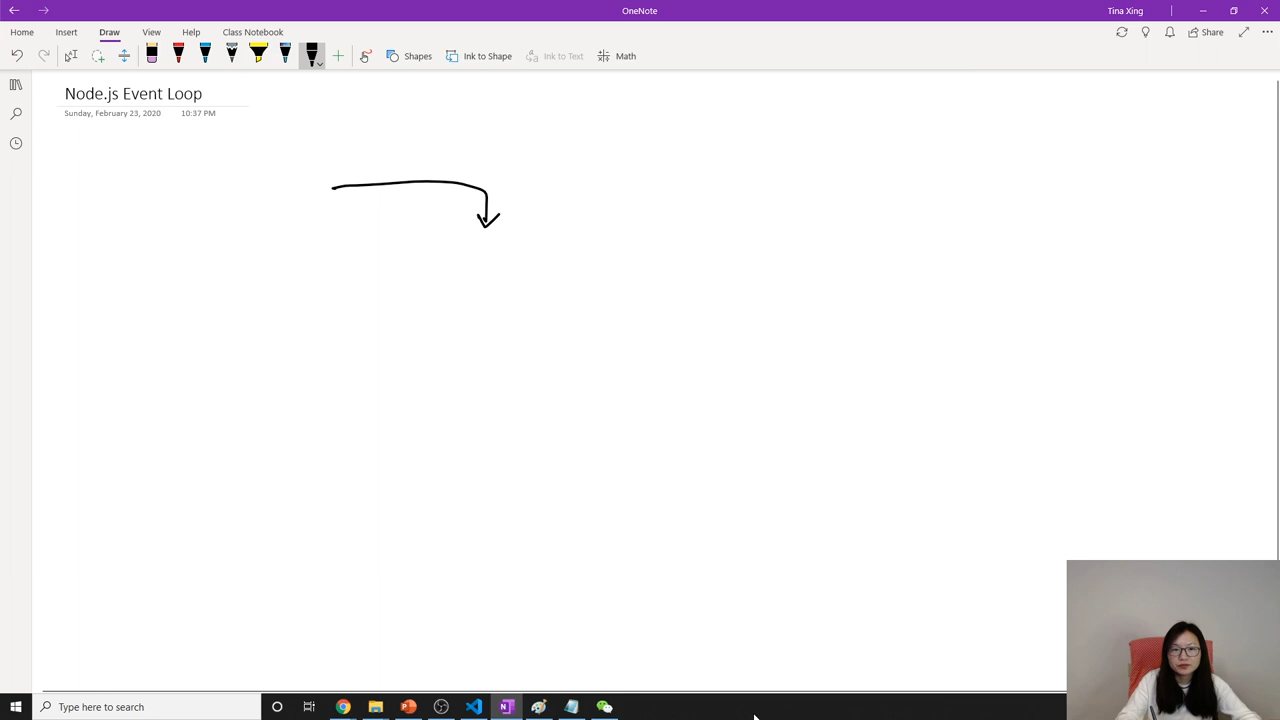 OneNote
Tina Xing
Home Insert Draw View Help Class Notebook
Share
Shapes Ink to Shape Ink to Text Math
Node.js Event Loop
Sunday, February 23, 2020 10:37 PM
Type here to search